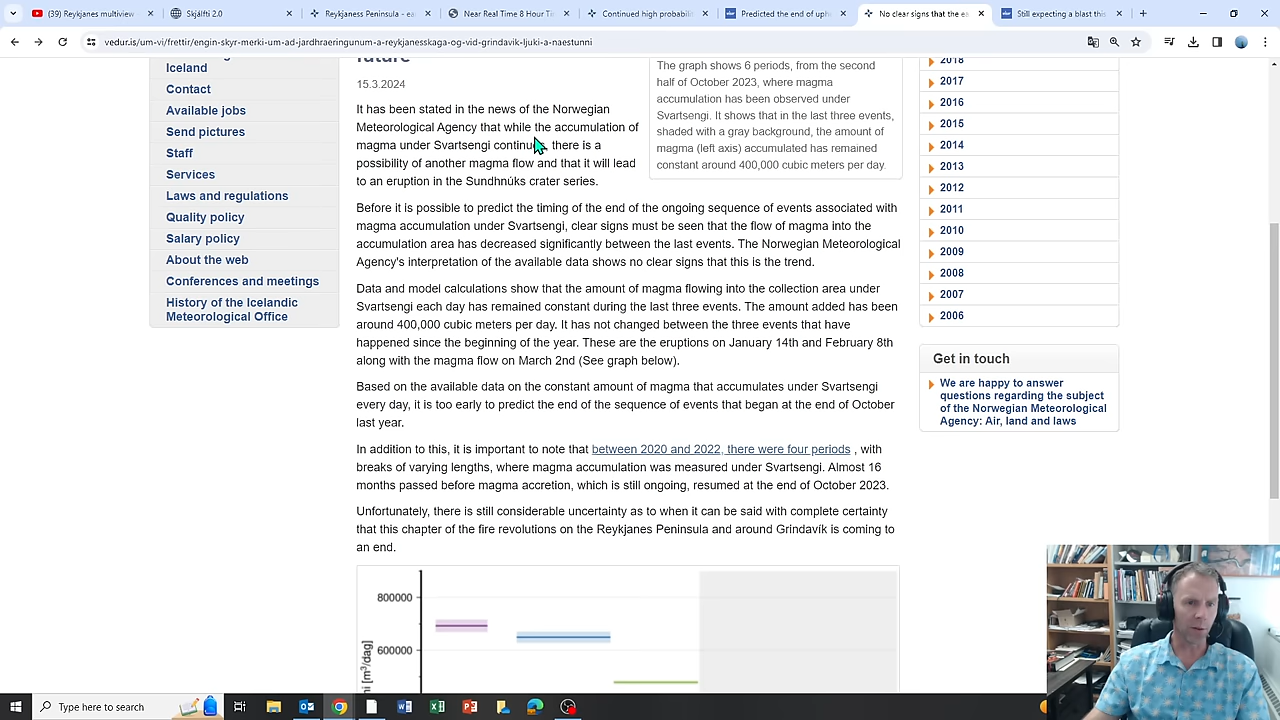 (39) Reykjanes multiview
Skjálfti 2.0
Reykjaness Peninsula - ea
Near Real Time 8 Hour Ti
Continued high probabili
Predicted the end of uph
No clear signs that the ea
Still expecting a blast this
vedur.is/um-vi/frettir/engin-skyr-merki-um-ad-jardhraeringunum-a-reykjanesskaga-og-vid-grindavik-ljuki-a-naestunni
Iceland
Contact
Available jobs
Send pictures
Staff
Services
Laws and regulations
Quality policy
Salary policy
About the web
Conferences and meetings
History of the Icelandic
Meteorological Office
future
15.3.2024
It has been stated in the news of the Norwegian
Meteorological Agency that while the accumulation of
magma under Svartsengi continues, there is a
possibility of another magma flow and that it will lead
to an eruption in the Sundhnúks crater series.
The graph shows 6 periods, from the second
half of October 2023, where magma
accumulation has been observed under
Svartsengi. It shows that in the last three events,
shaded with a gray background, the amount of
magma (left axis) accumulated has remained
constant around 400,000 cubic meters per day.
Before it is possible to predict the timing of the end of the ongoing sequence of events associated with
magma accumulation under Svartsengi, clear signs must be seen that the flow of magma into the
accumulation area has decreased significantly between the last events. The Norwegian Meteorological
Agency's interpretation of the available data shows no clear signs that this is the trend.
Data and model calculations show that the amount of magma flowing into the collection area under
Svartsengi each day has remained constant during the last three events. The amount added has been
around 400,000 cubic meters per day. It has not changed between the three events that have
happened since the beginning of the year. These are the eruptions on January 14th and February 8th
along with the magma flow on March 2nd (See graph below).
Based on the available data on the constant amount of magma that accumulates under Svartsengi
every day, it is too early to predict the end of the sequence of events that began at the end of October
last year.
In addition to this, it is important to note that between 2020 and 2022, there were four periods , with
breaks of varying lengths, where magma accumulation was measured under Svartsengi. Almost 16
months passed before magma accretion, which is still ongoing, resumed at the end of October 2023.
Unfortunately, there is still considerable uncertainty as to when it can be said with complete certainty
that this chapter of the fire revolutions on the Reykjanes Peninsula and around Grindavík is coming to
an end.
800000
600000
[m³/dag]
2018
2017
2016
2015
2014
2013
2012
2011
2010
2009
2008
2007
2006
Get in touch
We are happy to answer
questions regarding the subject
of the Norwegian Meteorological
Agency: Air, land and laws
Type here to search